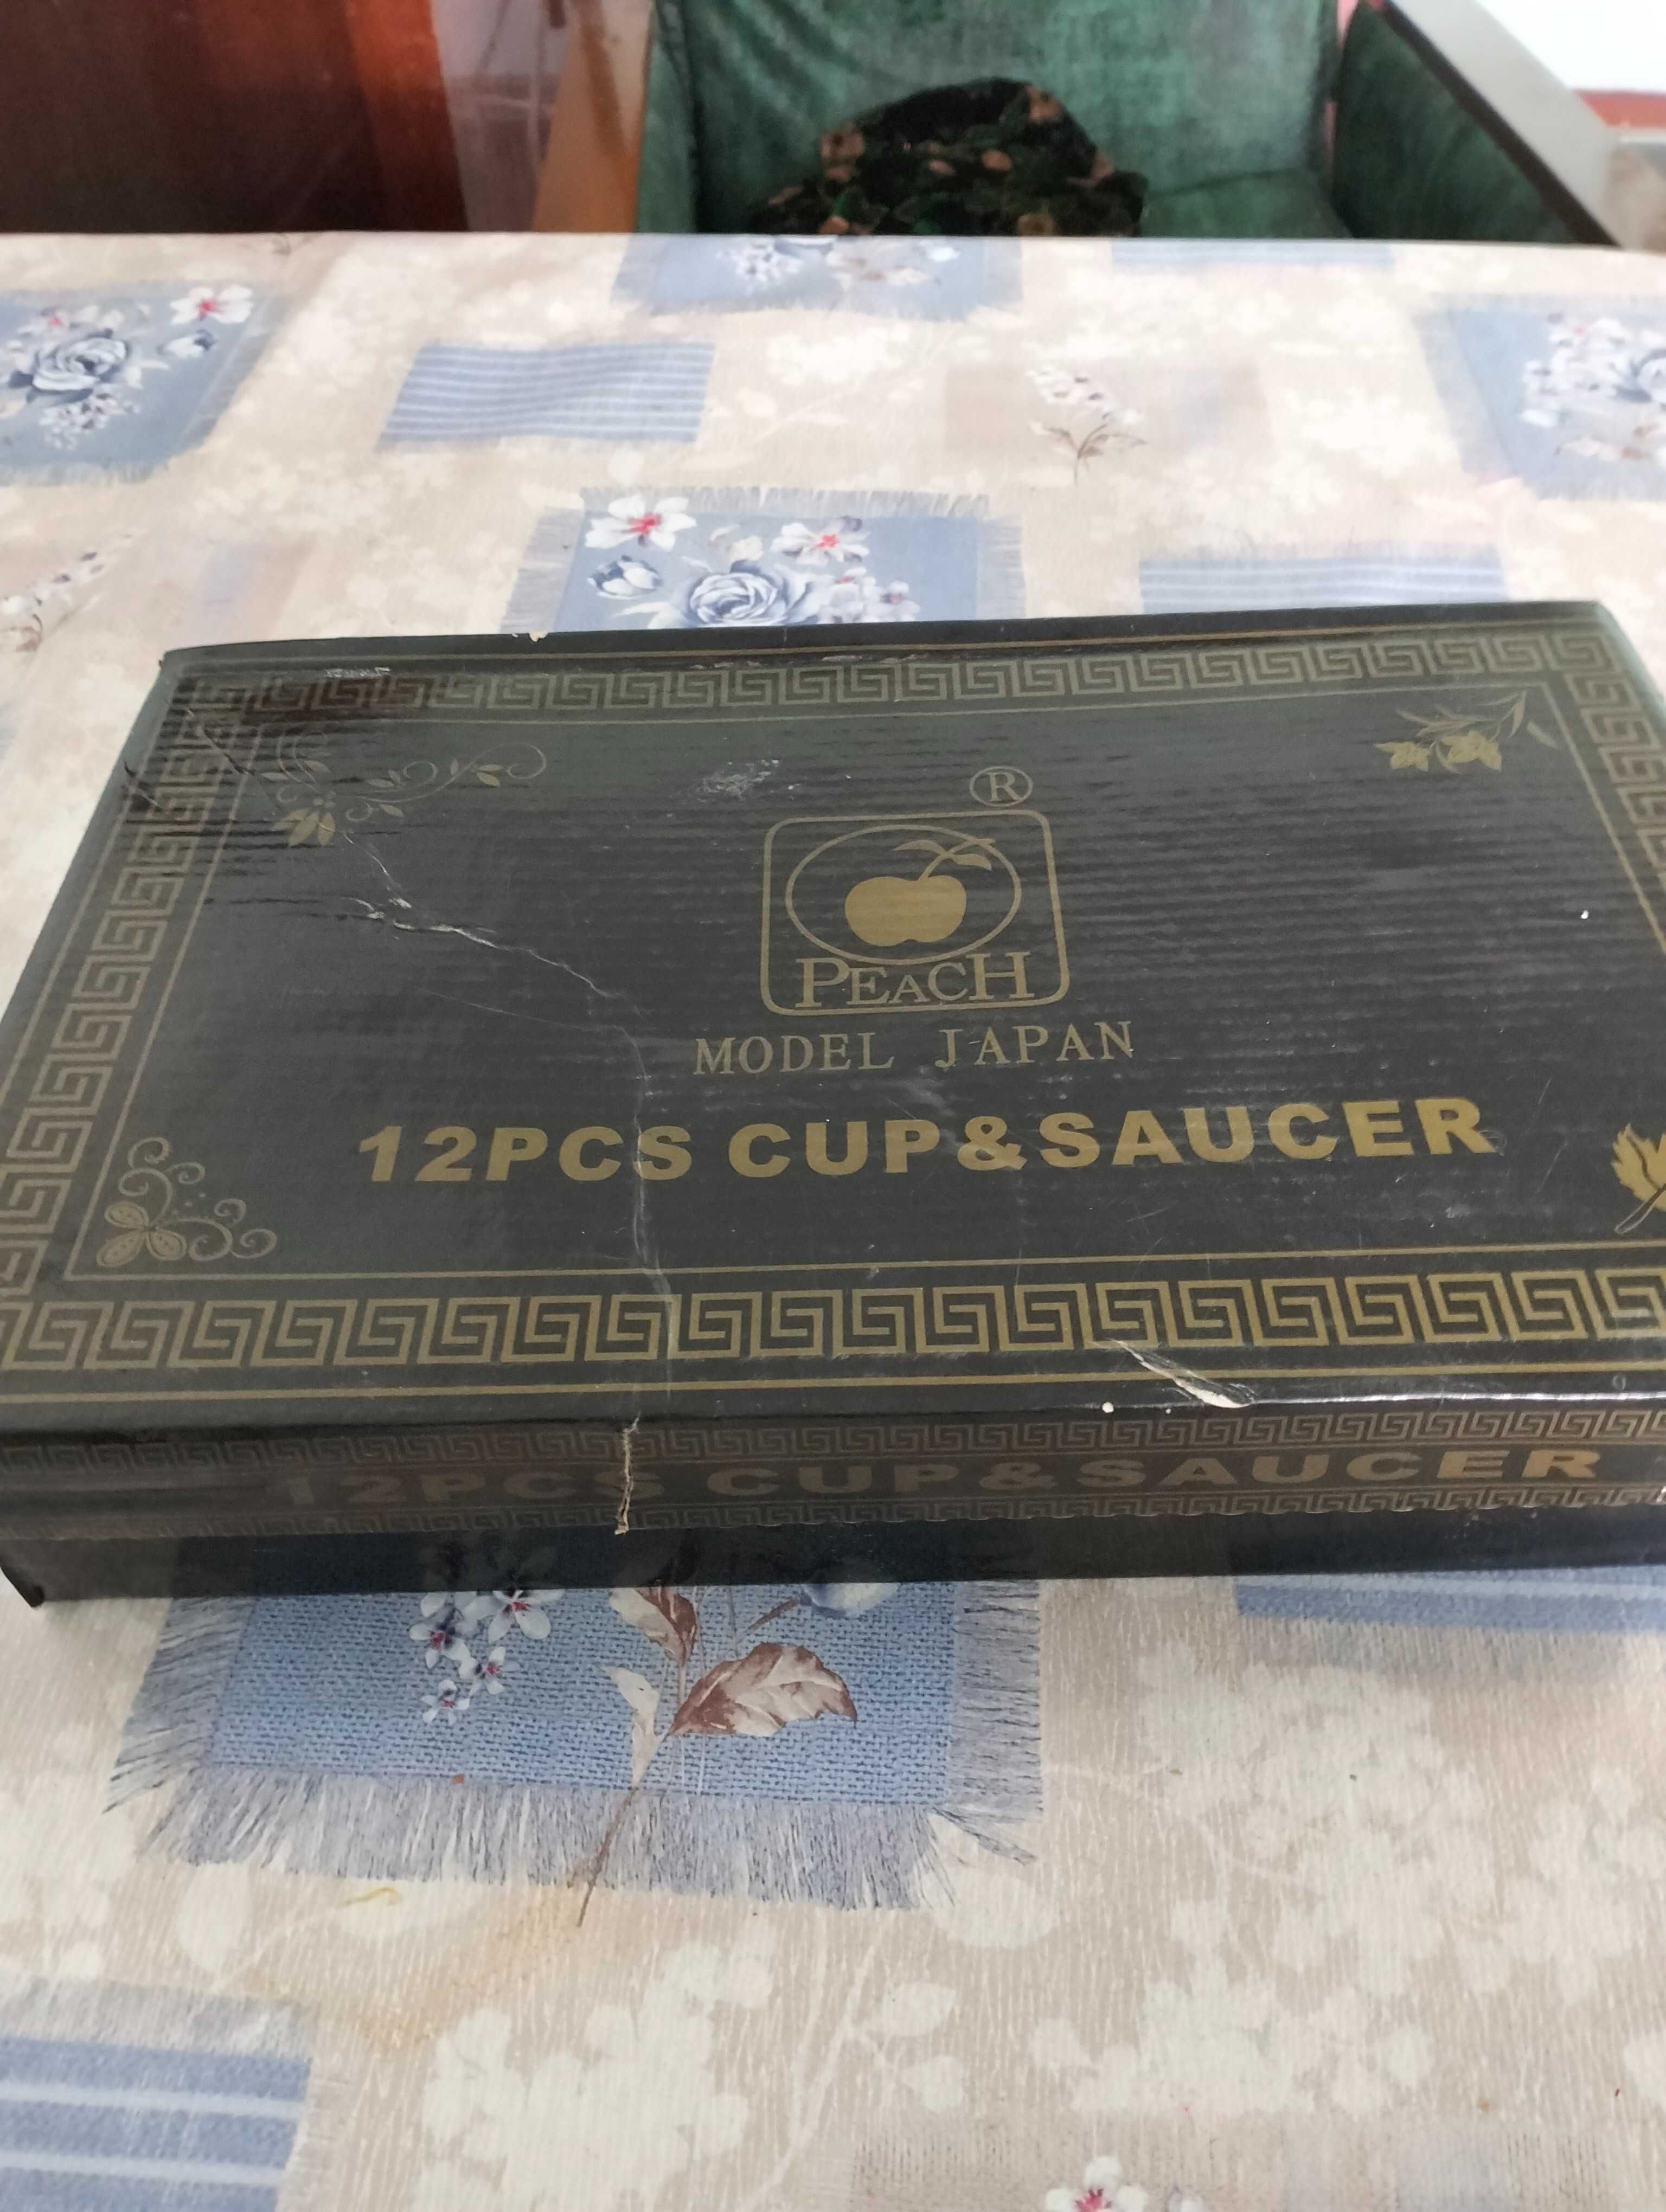 ®
PEACH
MODEL JAPAN
12PCS CUP&SAUCER
12PCS CUP&SAUCER